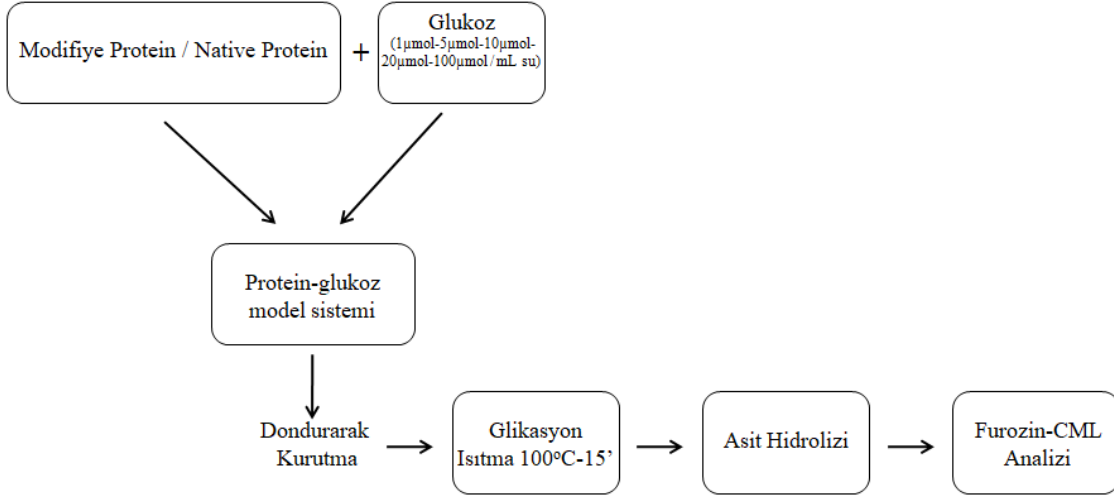 Modifiye Protein / Native Protein
+
Glukoz
(1µmol-5µmol-10µmol-
20µmol-100µmol/mL su)
Protein-glukoz
model sistemi
Dondurarak
Kurutma
Glikasyon
Isıtma 100°C-15’
Asit Hidrolizi
Furozin-CML
Analizi